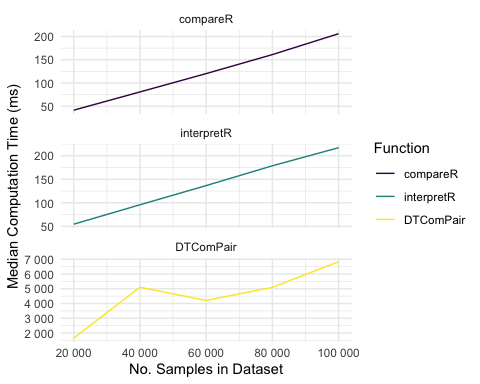 compareR
200
150
100
50
interpretR
200
150
100
50
DTComPair
7 000
6 000
5 000
4 000
3 000
2 000
20 000 40 000 60 000 80 000 100 000
No. Samples in Dataset
Median Computation Time (ms)
Function
compareR
interpretR
DTComPair